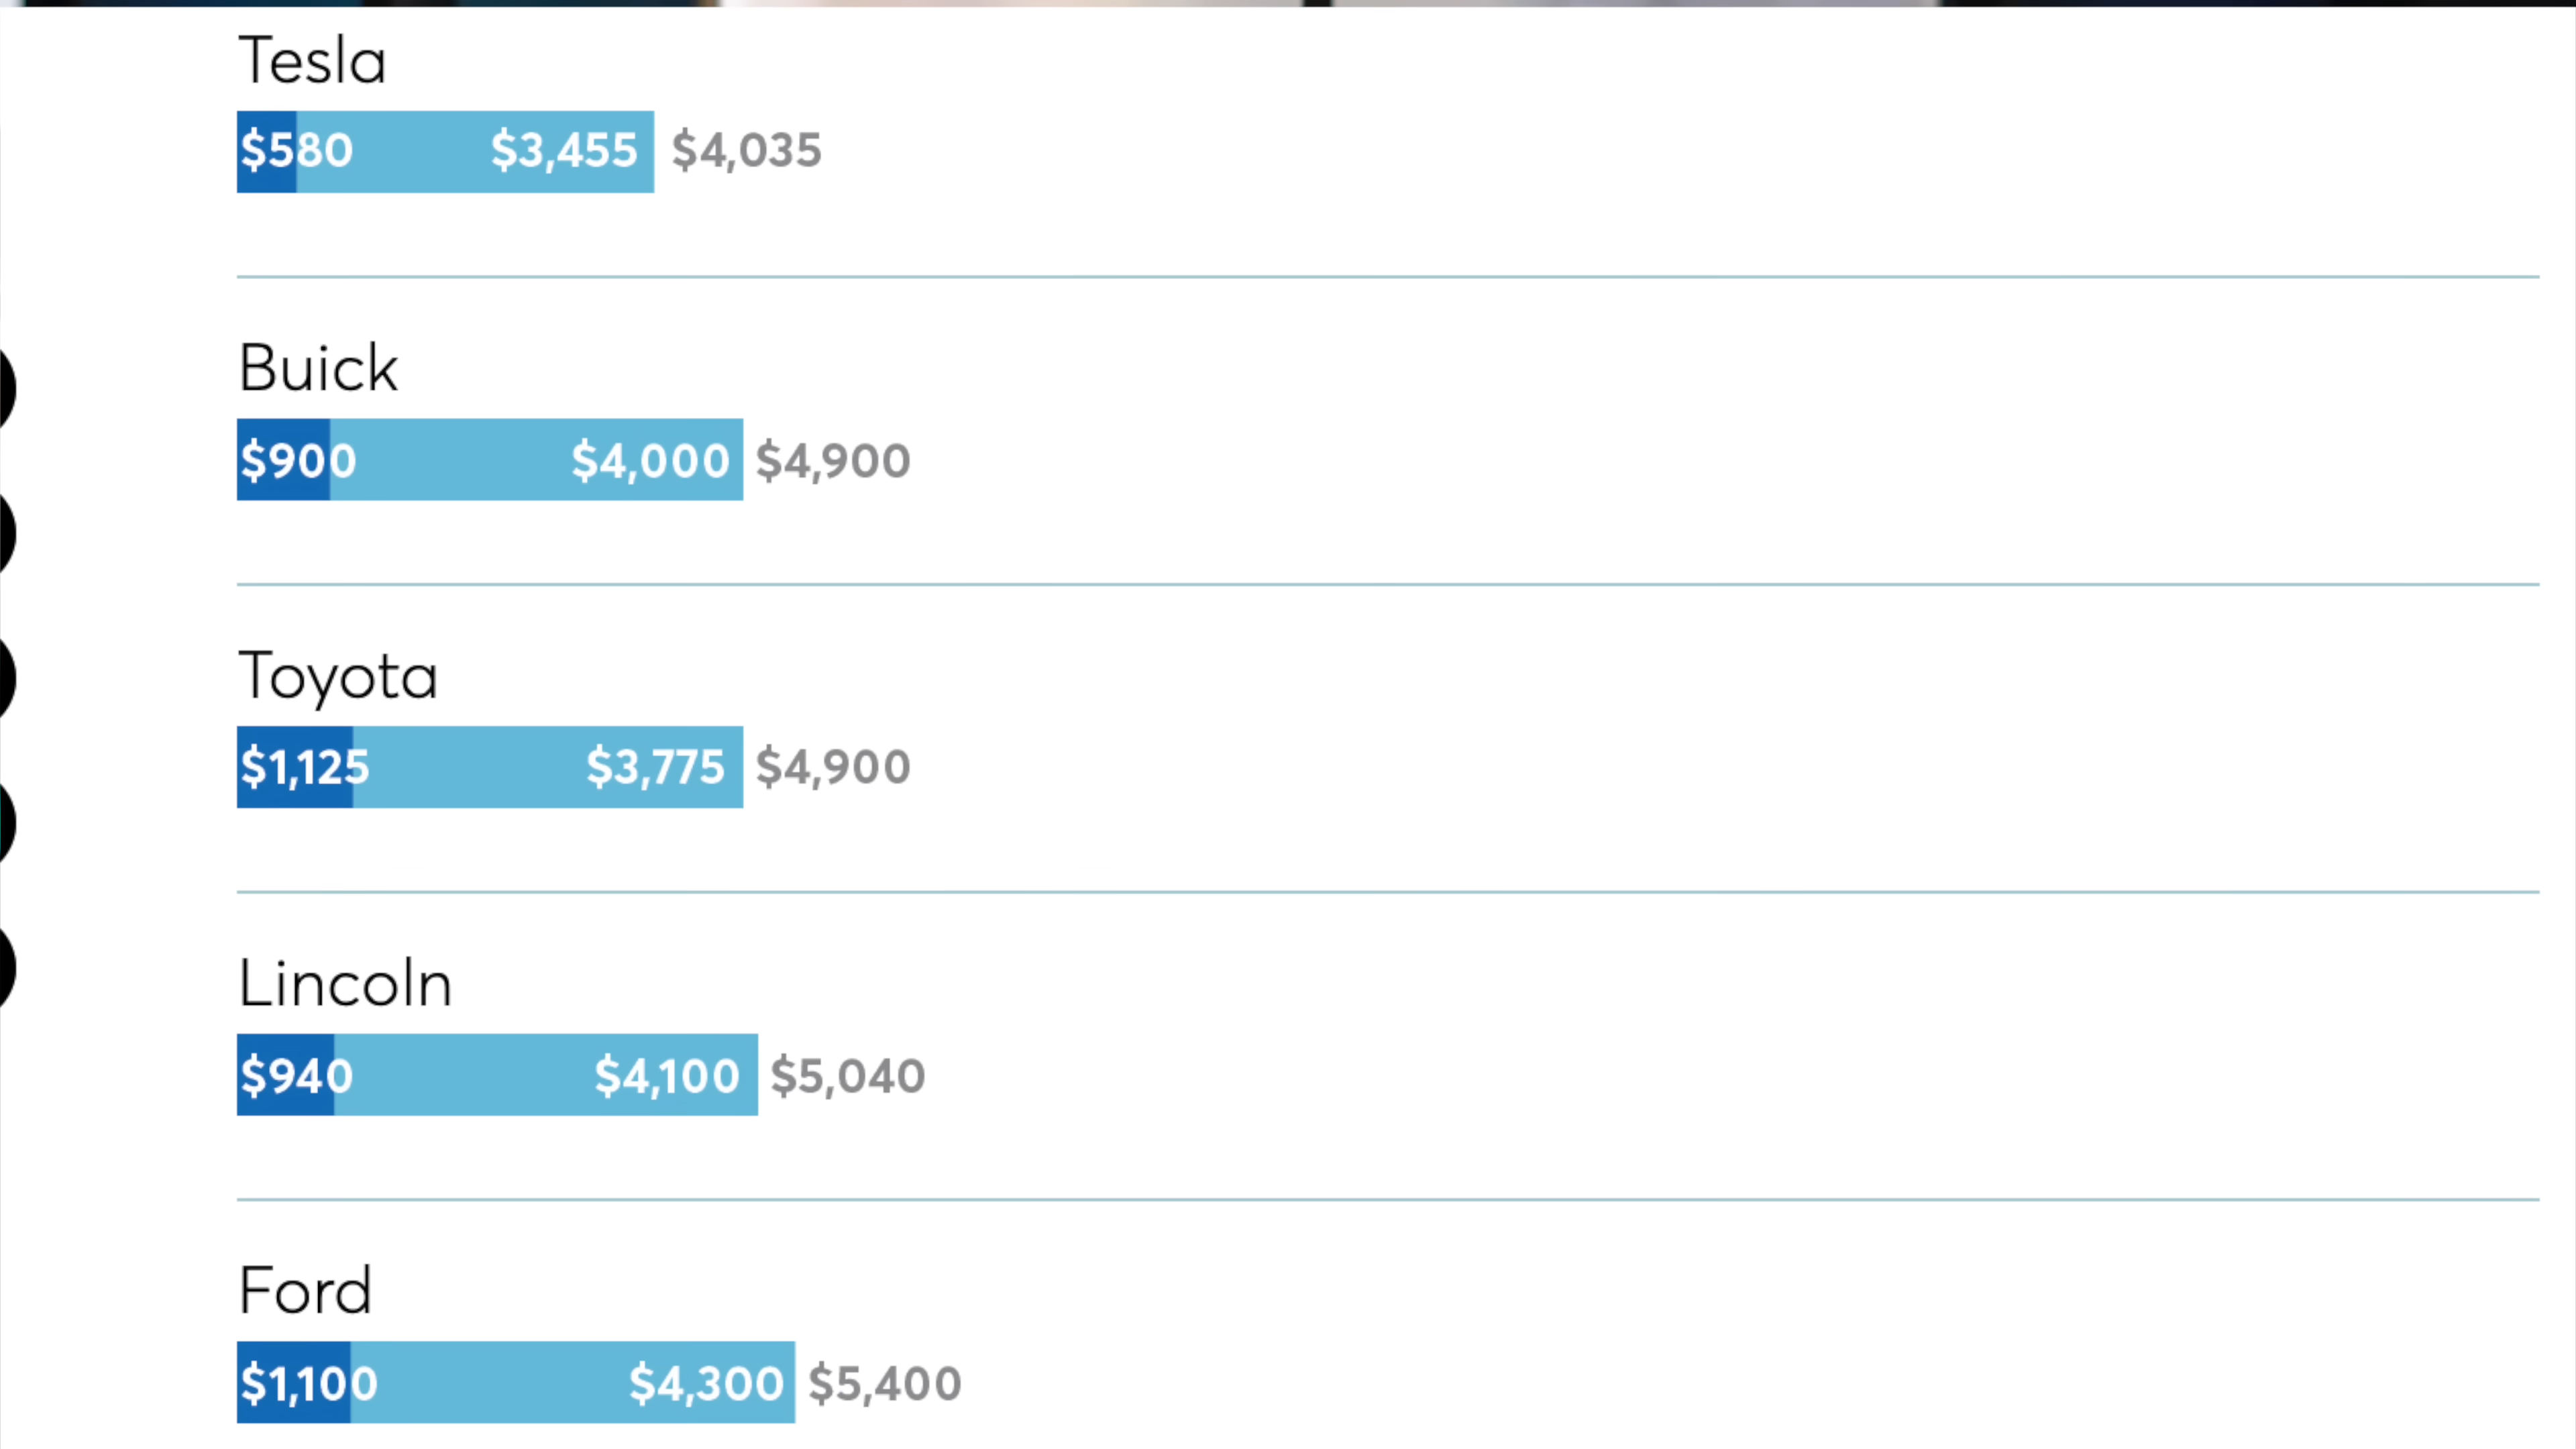 Tesla
$580 $3,455 $4,035
Buick
$900 $4,000 $4,900
Toyota
$1,125 $3,775 $4,900
Lincoln
$940 $4,100 $5,040
Ford
$1,100 $4,300 $5,400